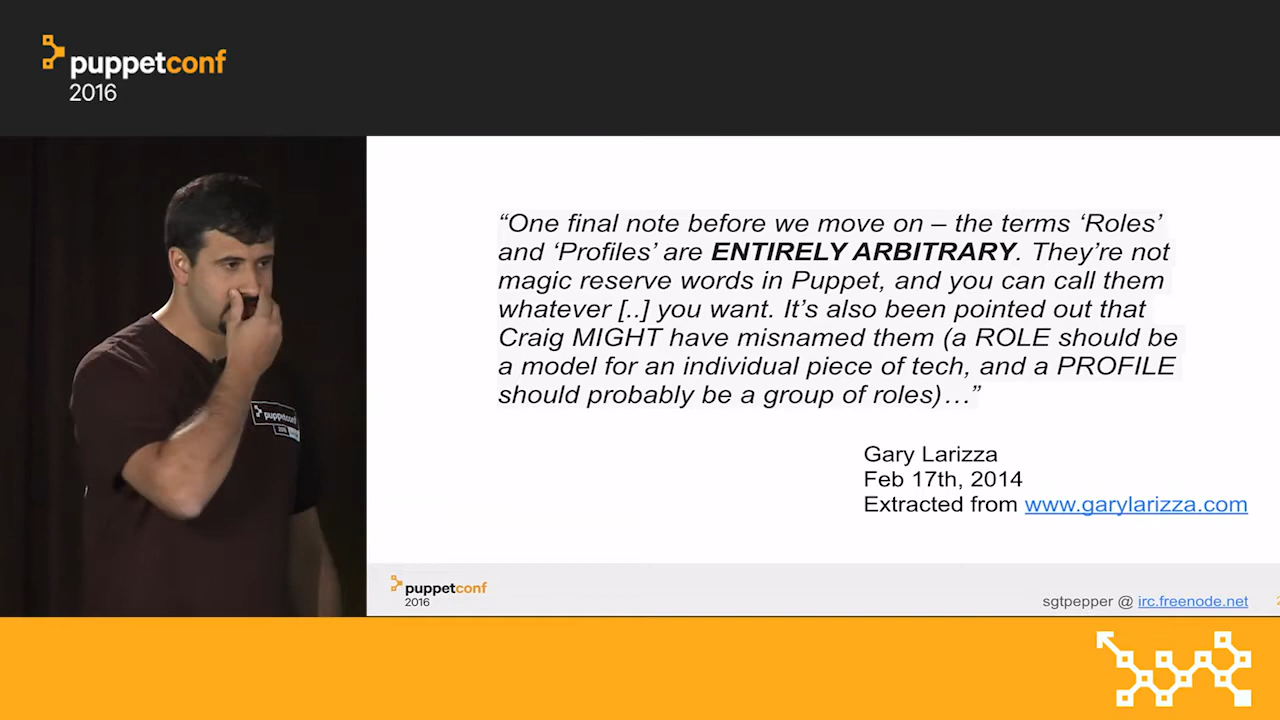 puppetconf
2016
“One final note before we move on – the terms ‘Roles’
and ‘Profiles’ are ENTIRELY ARBITRARY. They’re not
magic reserve words in Puppet, and you can call them
whatever [..] you want. It’s also been pointed out that
Craig MIGHT have misnamed them (a ROLE should be
a model for an individual piece of tech, and a PROFILE
should probably be a group of roles)…”
Gary Larizza
Feb 17th, 2014
Extracted from www.garylarizza.com
puppetconf
2016
puppetconf
2016
sgtpepper @ irc.freenode.net